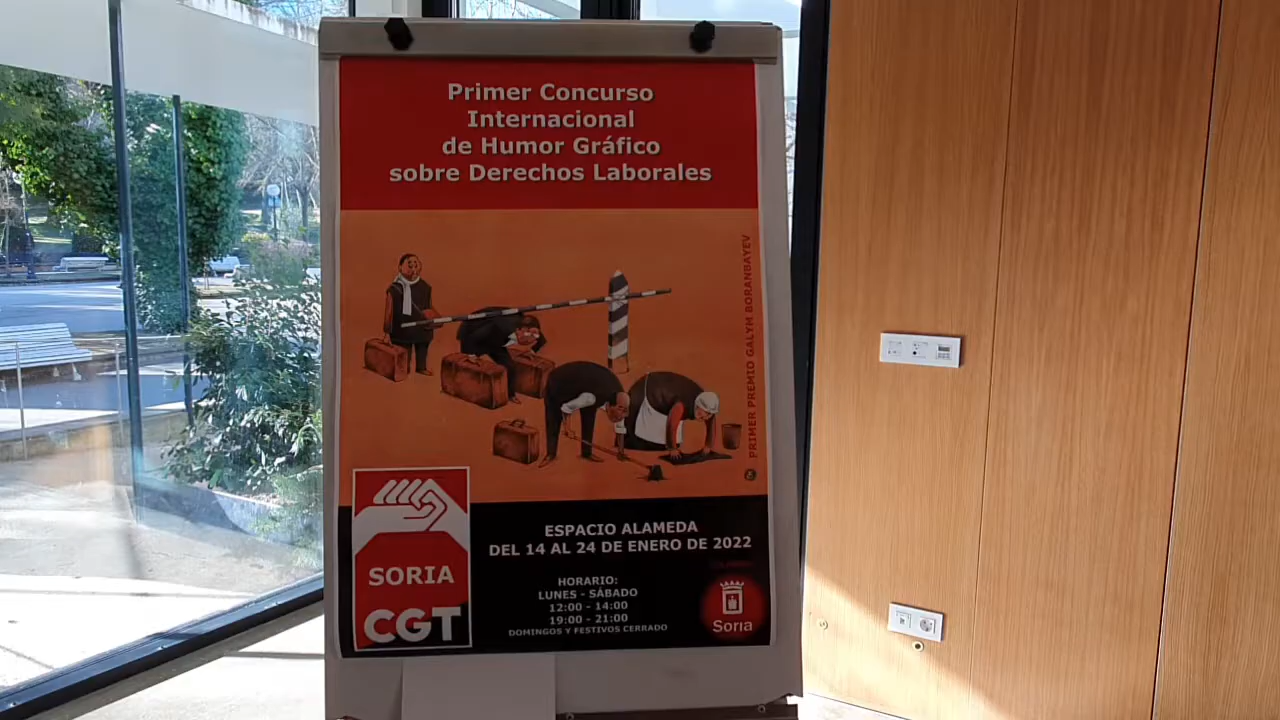 Primer Concurso
Internacional
de Humor Gráfico
sobre Derechos Laborales
PRIMER PREMIO GALYM BORANBAYEV
ESPACIO ALAMEDA
DEL 14 AL 24 DE ENERO DE 2022
HORARIO:
LUNES - SÁBADO
12:00 - 14:00
19:00 - 21:00
DOMINGOS Y FESTIVOS CERRADO
SORIA
CGT
Soria